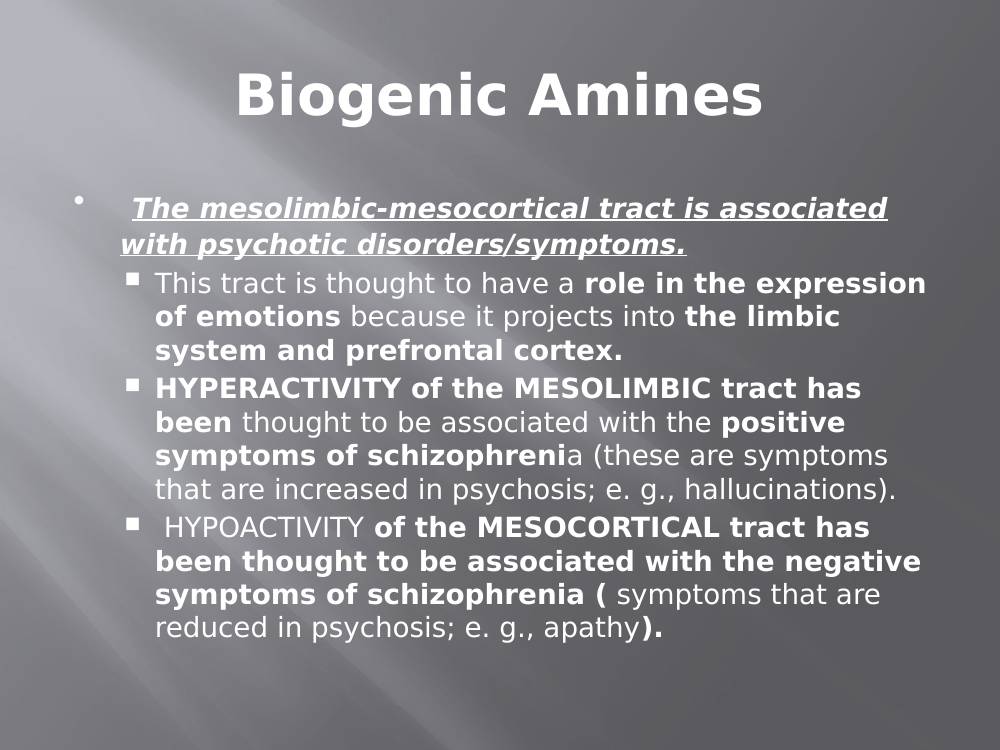 Biogenic Amines
• The mesolimbic-mesocortical tract is associated
with psychotic disorders/symptoms.
▪ This tract is thought to have a role in the expression
of emotions because it projects into the limbic
system and prefrontal cortex.
▪ HYPERACTIVITY of the MESOLIMBIC tract has
been thought to be associated with the positive
symptoms of schizophrenia (these are symptoms
that are increased in psychosis; e. g., hallucinations).
▪ HYPOACTIVITY of the MESOCORTICAL tract has
been thought to be associated with the negative
symptoms of schizophrenia ( symptoms that are
reduced in psychosis; e. g., apathy).